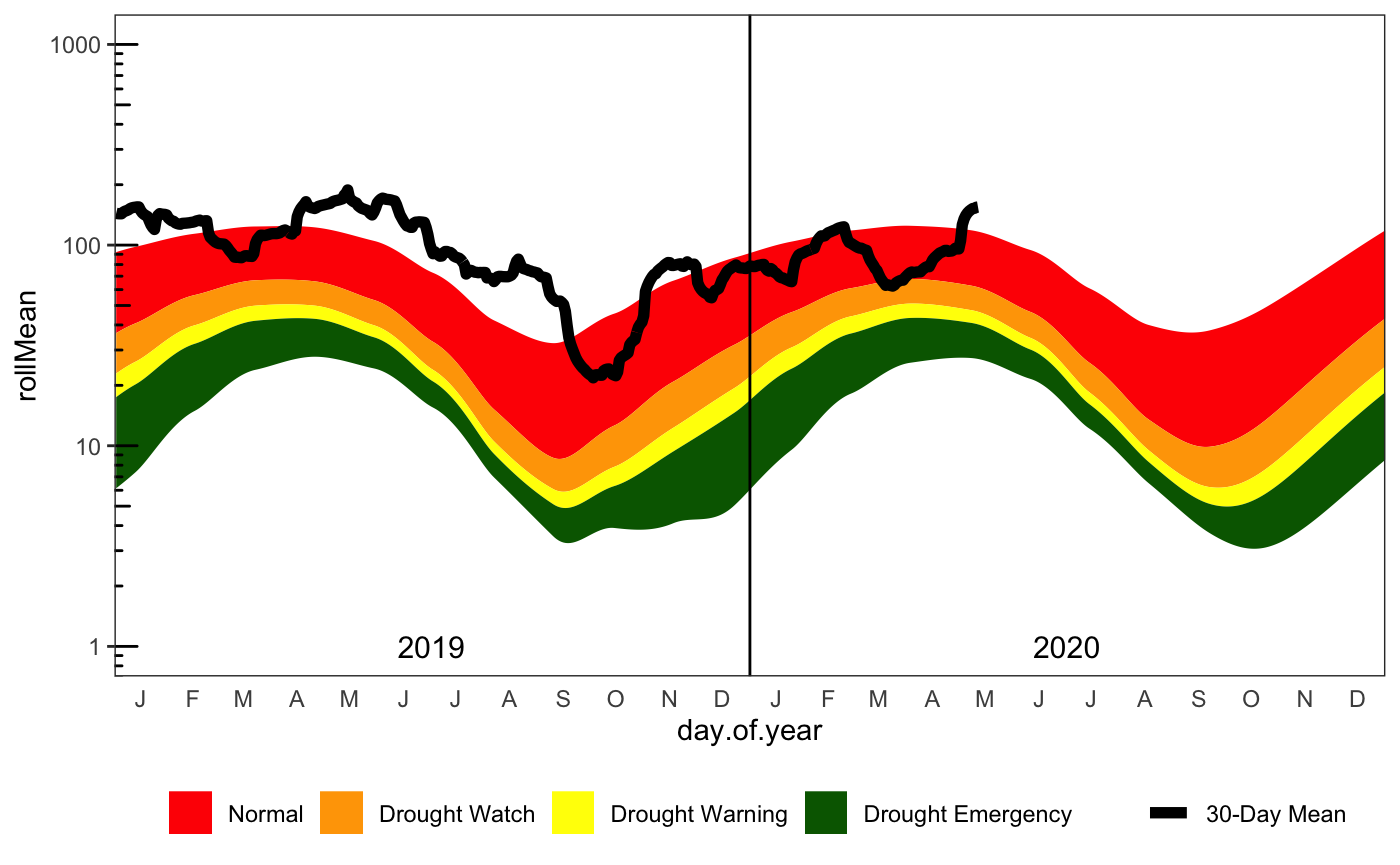 1000
100
10
1
rollMean
2019 2020
J F M A M J J A S O N D J F M A M J J A S O N D
day.of.year
Normal Drought Watch Drought Warning Drought Emergency 30-Day Mean